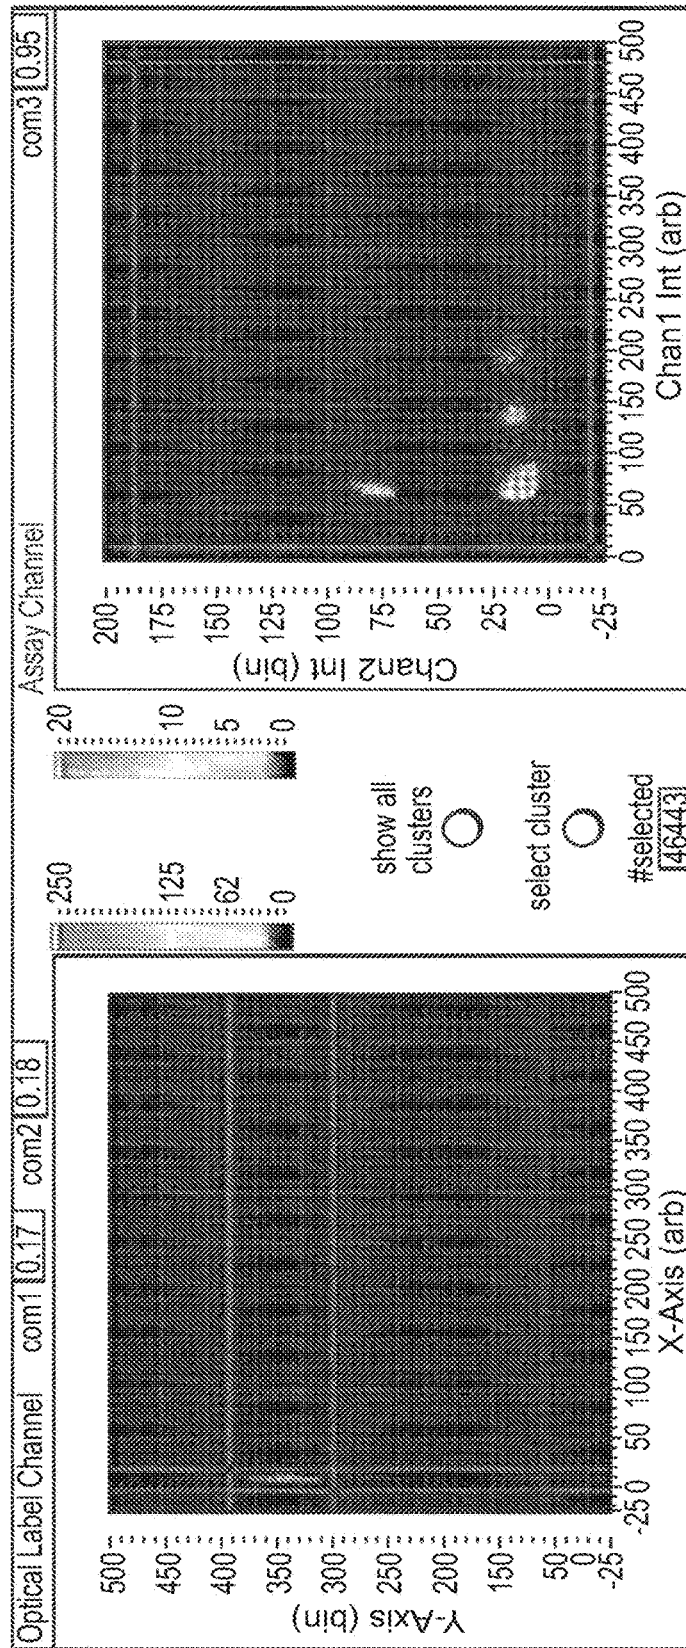 Optical Label Channel com1 0.17 com2 0.18
500
400
300
200
100
50
0
-25
Y-Axis (bin)
-25 0 50 100 150 200 250 300 350 400 450 500
X-Axis (arb)
250
125
62
0
20
10
5
0
show all
clusters
select cluster
#selected
46443
Assay Channel com3 0.95
200
175
150
125
100
75
50
25
0
-25
Chan2 Int (bin)
0 50 100 150 200 250 300 350 400 450 500
Chan1 Int (arb)